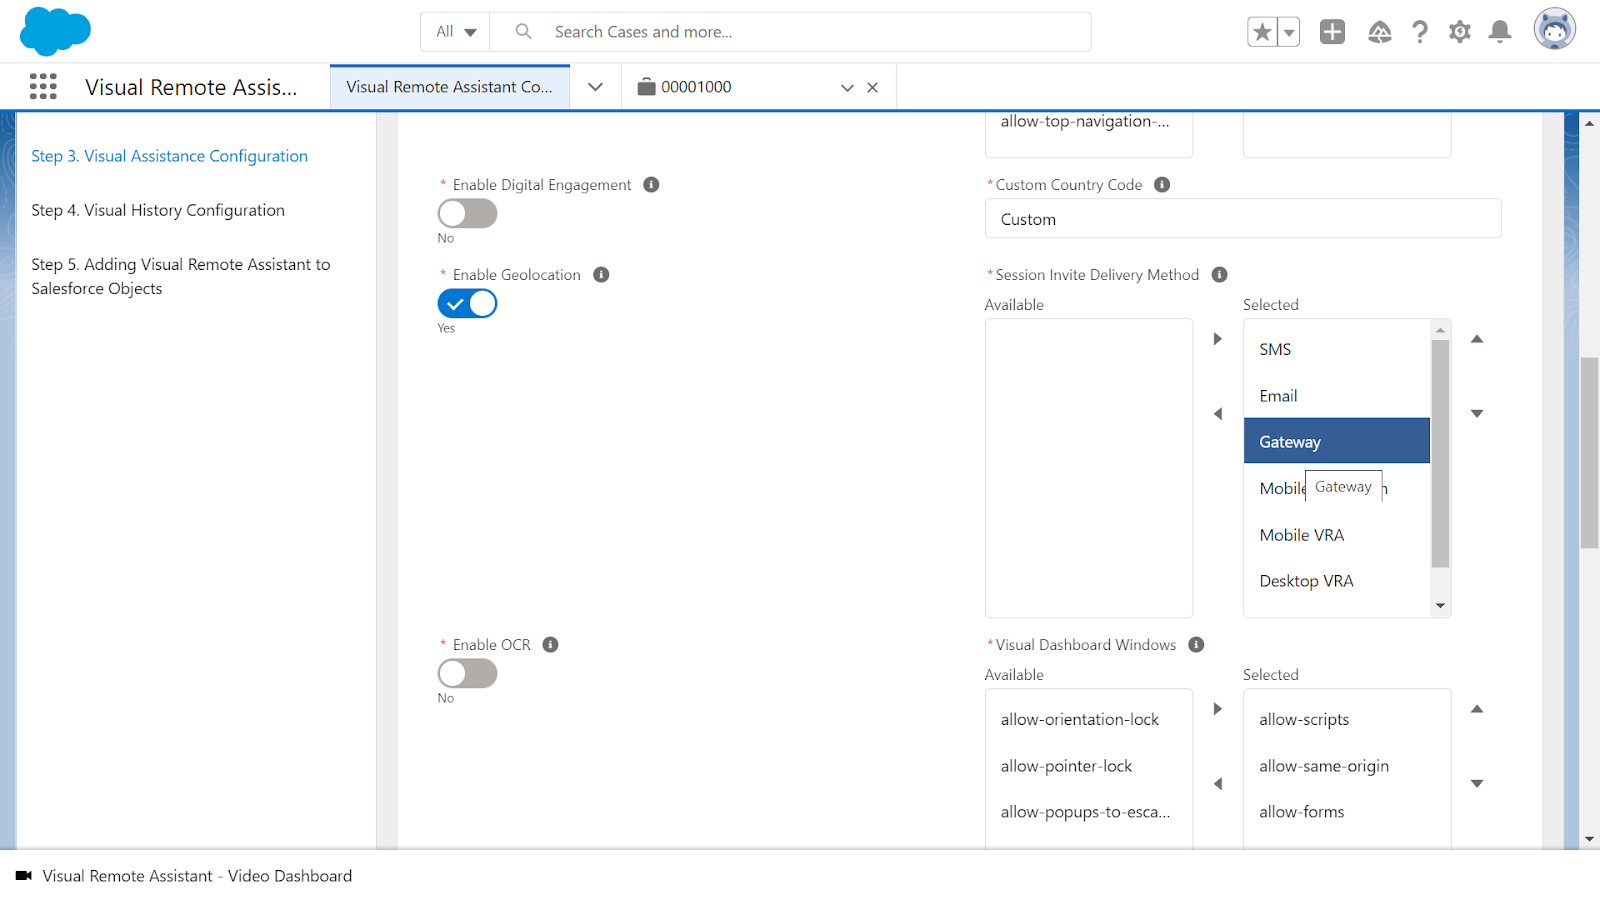 All
Search Cases and more...
Visual Remote Assis...
Visual Remote Assistant Co...
00001000
Step 3. Visual Assistance Configuration
Step 4. Visual History Configuration
Step 5. Adding Visual Remote Assistant to
Salesforce Objects
allow-top-navigation-...
* Enable Digital Engagement
No
* Custom Country Code
Custom
* Enable Geolocation
Yes
* Session Invite Delivery Method
Available
Selected
SMS
Email
Gateway
Mobile
Gateway
Mobile VRA
Desktop VRA
* Enable OCR
No
* Visual Dashboard Windows
Available
Selected
allow-orientation-lock
allow-pointer-lock
allow-popups-to-esca...
allow-scripts
allow-same-origin
allow-forms
Visual Remote Assistant - Video Dashboard